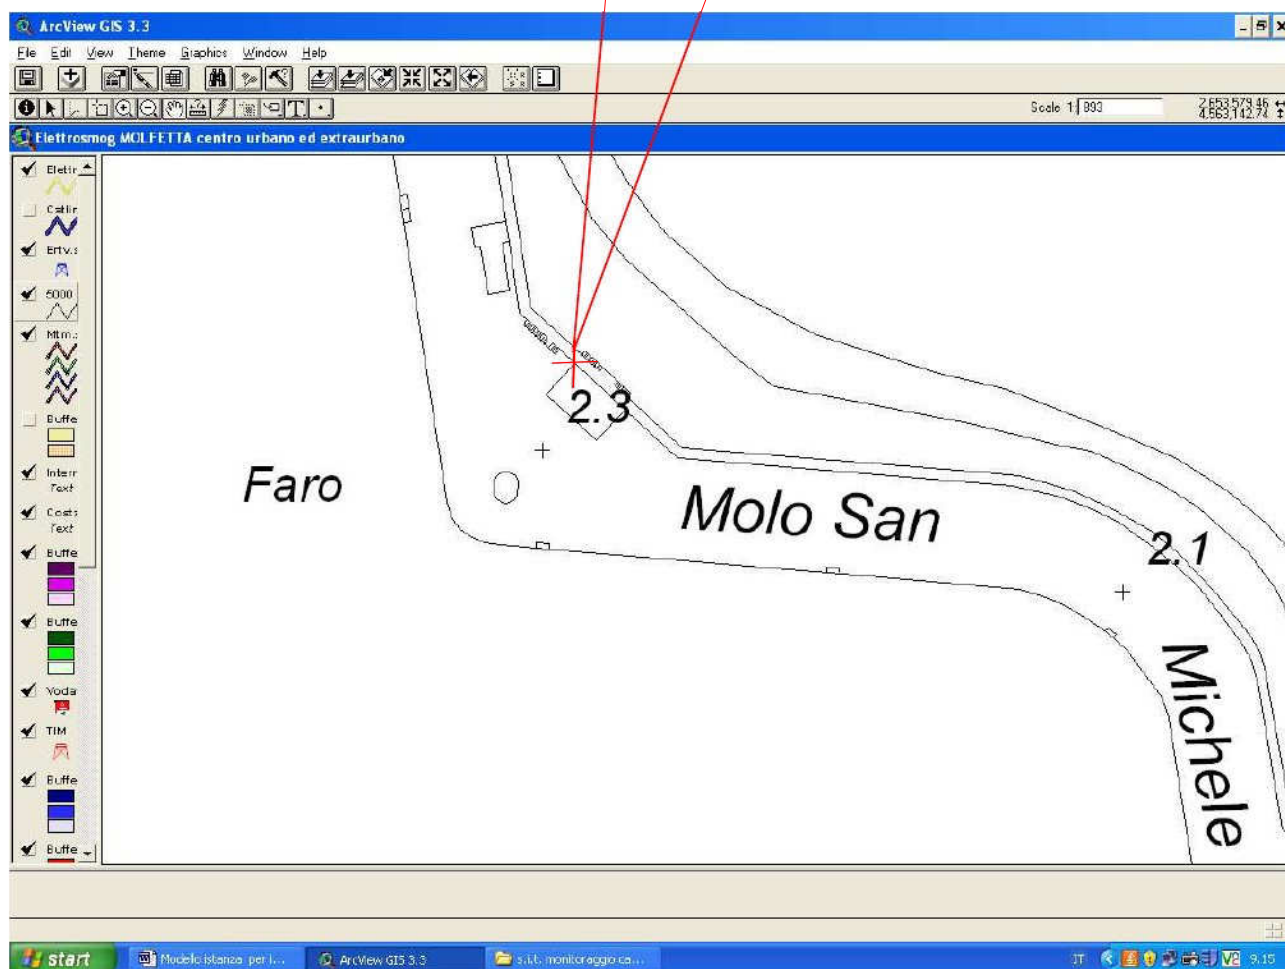 ArcView GIS 3.3
File Edit View Theme Graphics Window Help
Scale 1: 893
2,653,579.46
4,563,142.74
Elettrosmog MOLFETTA centro urbano ed extraurbano
Elettr
Catlir
Ertv.s
5000
Mtm.
Buffe
Interr
Text
Costs
Text
Buffe
Buffe
Voda
TIM
Buffe
Buffe
2.3
Faro
Molo San
2.1
Michele
start
Modello istanza per i...
ArcView GIS 3.3
s.i.t. monitoraggio ca...
IT
9.15